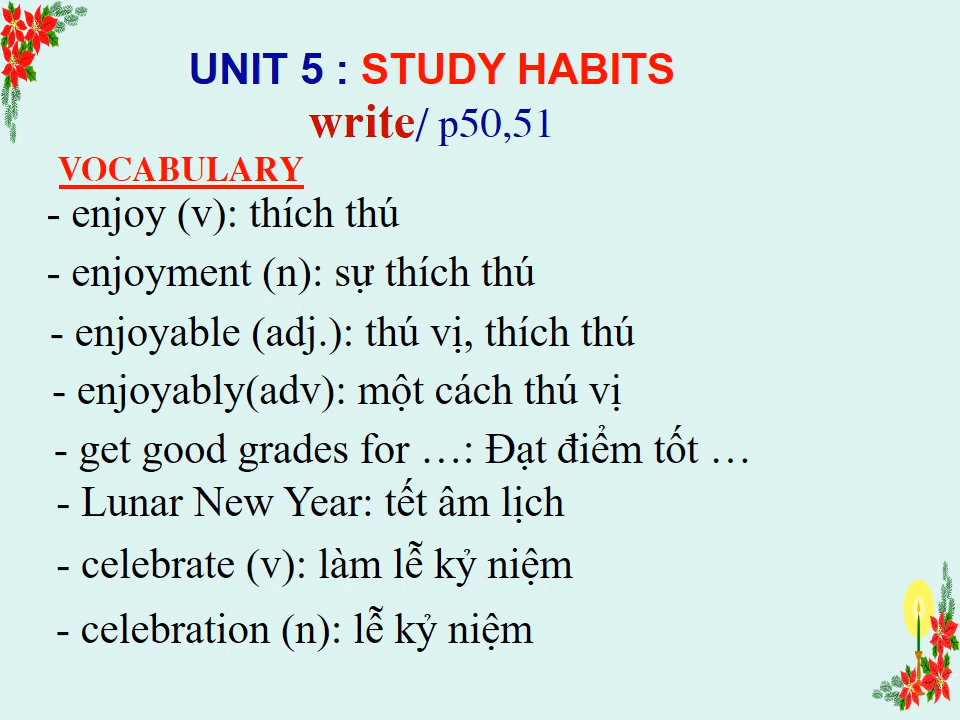 UNIT 5 : STUDY HABITS
write/ p50,51
VOCABULARY
- enjoy (v): thích thú
- enjoyment (n): sự thích thú
- enjoyable (adj.): thú vị, thích thú
- enjoyably(adv): một cách thú vị
- get good grades for …: Đạt điểm tốt …
- Lunar New Year: tết âm lịch
- celebrate (v): làm lễ kỷ niệm
- celebration (n): lễ kỷ niệm